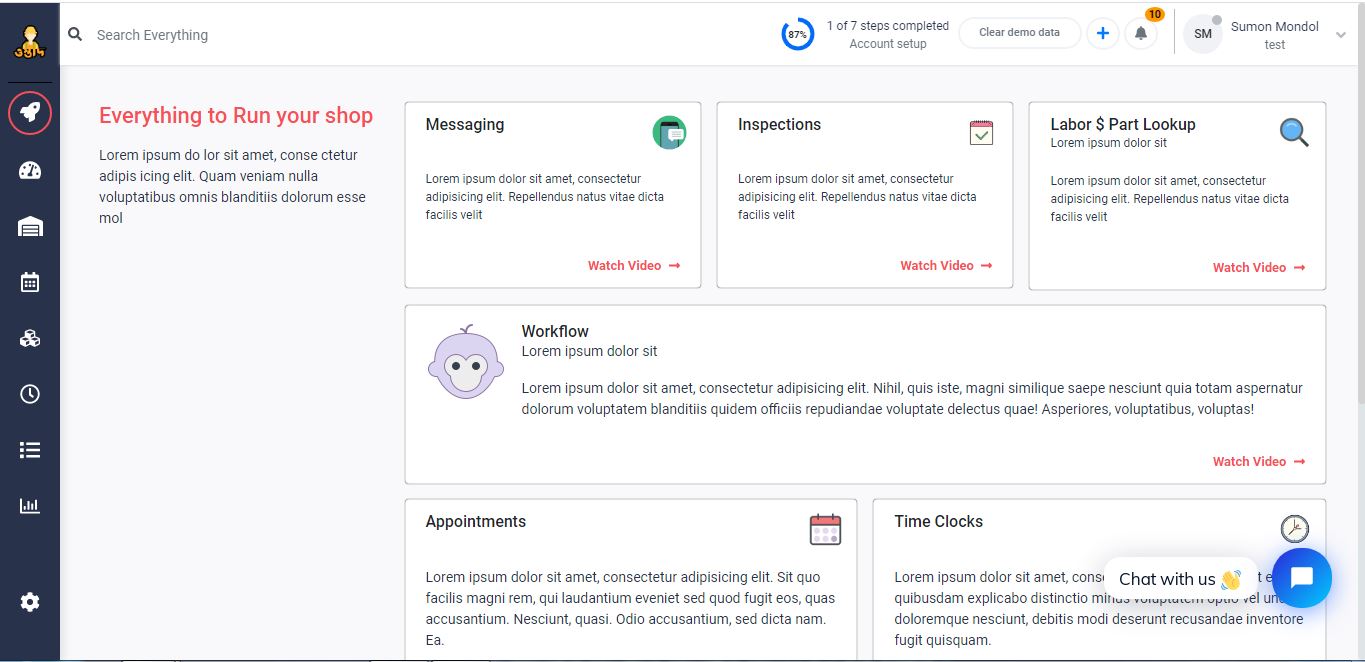 ওস্তাদ
Search Everything
87%
1 of 7 steps completed
Account setup
Clear demo data
10
SM
Sumon Mondol
test
Everything to Run your shop
Lorem ipsum do lor sit amet, conse ctetur
adipis icing elit. Quam veniam nulla
voluptatibus omnis blanditiis dolorum esse
mol
Messaging
Lorem ipsum dolor sit amet, consectetur
adipisicing elit. Repellendus natus vitae dicta
facilis velit
Watch Video
Inspections
Lorem ipsum dolor sit amet, consectetur
adipisicing elit. Repellendus natus vitae dicta
facilis velit
Watch Video
Labor $ Part Lookup
Lorem ipsum dolor sit
Lorem ipsum dolor sit amet, consectetur
adipisicing elit. Repellendus natus vitae dicta
facilis velit
Watch Video
Workflow
Lorem ipsum dolor sit
Lorem ipsum dolor sit amet, consectetur adipisicing elit. Nihil, quis iste, magni similique saepe nesciunt quia totam aspernatur
dolorum voluptatem blanditiis quidem officiis repudiandae voluptate delectus quae! Asperiores, voluptatibus, voluptas!
Watch Video
Appointments
Lorem ipsum dolor sit amet, consectetur adipisicing elit. Sit quo
facilis magni rem, qui laudantium eveniet sed quod fugit eos, quas
accusantium. Nesciunt, quasi. Odio accusantium, sed dicta nam.
Ea.
Time Clocks
Lorem ipsum dolor sit amet,
quibusdam explicabo distinctio minus voluptatem optio vel
doloremque nesciunt, debitis modi deserunt recusandae inventore
fugit quisquam.
Chat with us 👋